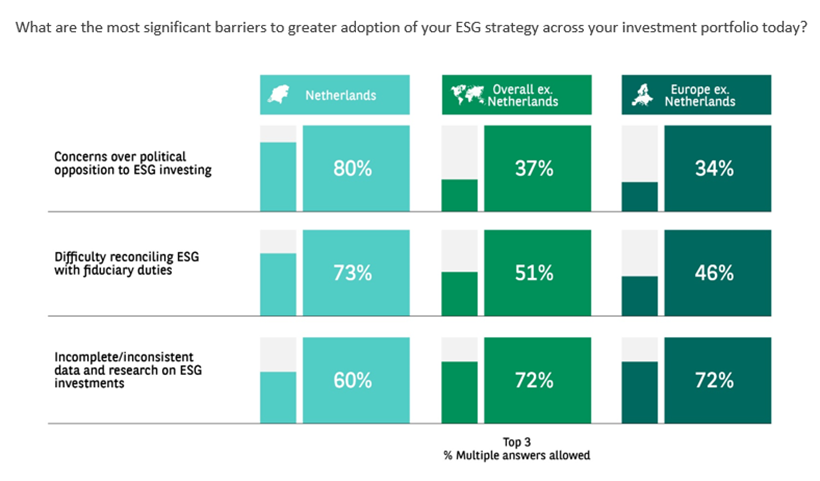 What are the most significant barriers to greater adoption of your ESG strategy across your investment portfolio today?
Netherlands
Overall ex.
Netherlands
Europe ex.
Netherlands
Concerns over political
opposition to ESG investing
80%
37%
34%
Difficulty reconciling ESG
with fiduciary duties
73%
51%
46%
Incomplete/inconsistent
data and research on ESG
investments
60%
72%
72%
Top 3
% Multiple answers allowed